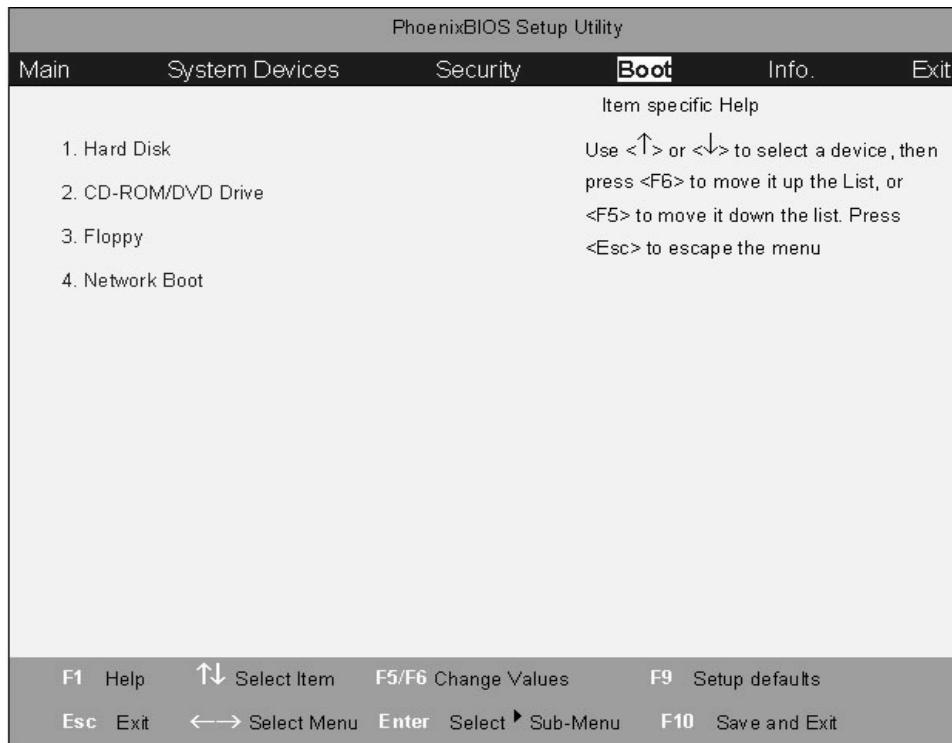 PhoenixBIOS Setup Utility
Main System Devices Security Boot Info. Exit
Item specific Help
1. Hard Disk
2. CD-ROM/DVD Drive
3. Floppy
4. Network Boot
Use <↑> or <↓> to select a device, then
press <F6> to move it up the List, or
<F5> to move it down the list. Press
<Esc> to escape the menu
F1 Help ↑↓ Select Item F5/F6 Change Values F9 Setup defaults
Esc Exit ←→ Select Menu Enter Select ▶ Sub-Menu F10 Save and Exit